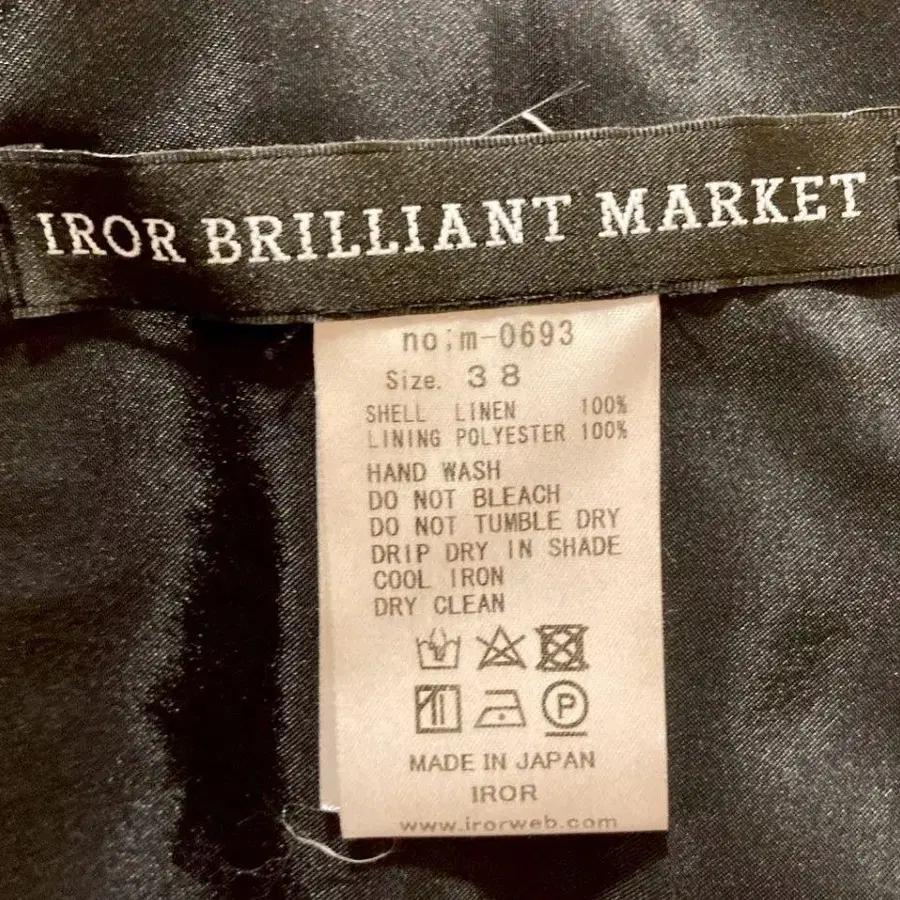 IROR BRILLIANT MARKET
no;m-0693
Size. 38
SHELL LINEN 100%
LINING POLYESTER 100%
HAND WASH
DO NOT BLEACH
DO NOT TUMBLE DRY
DRIP DRY IN SHADE
COOL IRON
DRY CLEAN
P
MADE IN JAPAN
IROR
www.irorweb.com